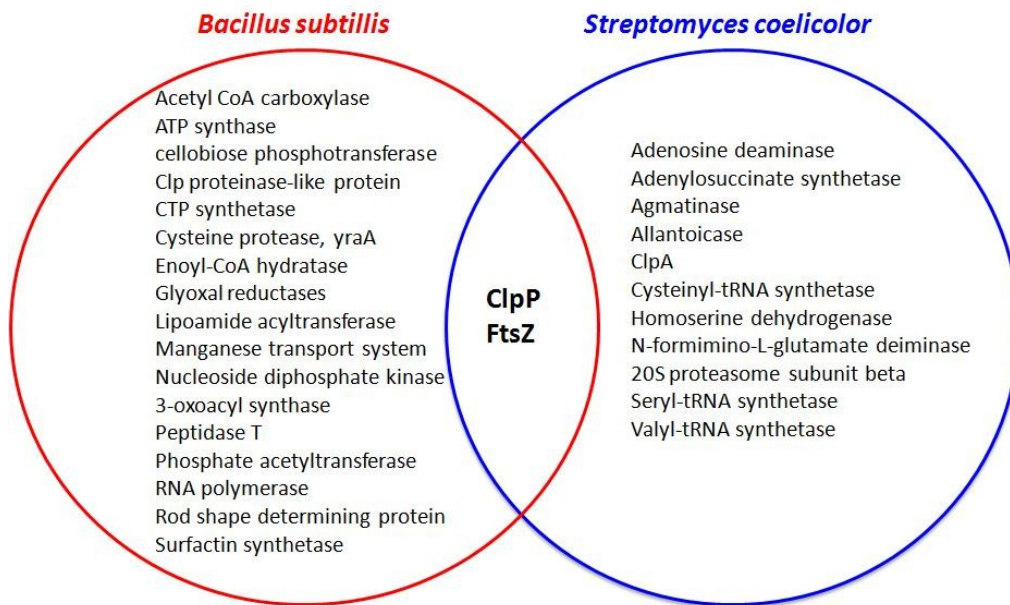 Bacillus subtillis
Streptomyces coelicolor
Acetyl CoA carboxylase
ATP synthase
cellobiose phosphotransferase
Clp proteinase-like protein
CTP synthetase
Cysteine protease, yraA
Enoyl-CoA hydratase
Glyoxal reductases
Lipoamide acyltransferase
Manganese transport system
Nucleoside diphosphate kinase
3-oxoacyl synthase
Peptidase T
Phosphate acetyltransferase
RNA polymerase
Rod shape determining protein
Surfactin synthetase
ClpP
FtsZ
Adenosine deaminase
Adenylosuccinate synthetase
Agmatinase
Allantoicase
ClpA
Cysteinyl-tRNA synthetase
Homoserine dehydrogenase
N-formimino-L-glutamate deiminase
20S proteasome subunit beta
Seryl-tRNA synthetase
Valyl-tRNA synthetase